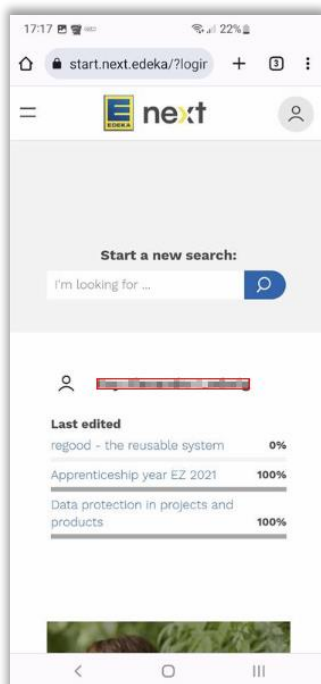 17:17 22%
start.next.edeka/?login 3
EDEKA next
Start a new search:
I'm looking for ...
Last edited
regood - the reusable system 0%
Apprenticeship year EZ 2021 100%
Data protection in projects and
products 100%